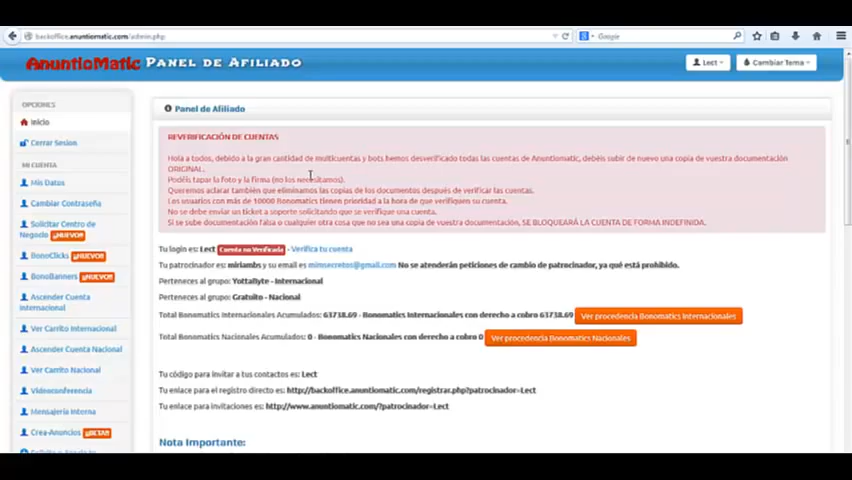 backoffice.anuntiomatic.com/admin.php
Google
AnuntioMatic PANEL DE AFILIADO
Lect
Cambiar Tema
OPCIONES
Inicio
Cerrar Sesion
MI CUENTA
Mis Datos
Cambiar Contraseña
Solicitar Centro de
Negocio ¡¡NUEVO!!
BonoClicks ¡¡NUEVO!!
BonoBanners ¡¡NUEVO!!
Ascender Cuenta
Internacional
Ver Carrito Internacional
Ascender Cuenta Nacional
Ver Carrito Nacional
Videoconferencia
Mensajería Interna
Crea-Anuncios ¡¡BETA!!
Panel de Afiliado
REVERIFICACIÓN DE CUENTAS
Hola a todos, debido a la gran cantidad de multicuentas y bots hemos desverificado todas las cuentas de Anuntiomatic, debéis subir de nuevo una copia de vuestra documentación
ORIGINAL.
Podéis tapar la foto y la firma (no los necesitamos).
Queremos aclarar también que eliminamos las copias de los documentos después de verificar las cuentas.
Los usuarios con más de 10000 Bonomatics tienen prioridad a la hora de que verifiquen su cuenta.
No se debe enviar un ticket a soporte solicitando que se verifique una cuenta.
Si se sube documentación falsa o cualquier otra cosa que no sea una copia de vuestra documentación, SE BLOQUEARÁ LA CUENTA DE FORMA INDEFINIDA.
Tu login es: Lect Cuenta no Verificada - Verifica tu cuenta
Tu patrocinador es: miriambs y su email es mimsecretos@gmail.com No se atenderán peticiones de cambio de patrocinador, ya qué está prohibido.
Perteneces al grupo: YottaByte - Internacional
Perteneces al grupo: Gratuito - Nacional
Total Bonomatics Internacionales Acumulados: 63738.69 - Bonomatics Internacionales con derecho a cobro 63738.69 Ver procedencia Bonomatics Internacionales
Total Bonomatics Nacionales Acumulados: 0 - Bonomatics Nacionales con derecho a cobro 0 Ver procedencia Bonomatics Nacionales
Tu código para invitar a tus contactos es: Lect
Tu enlace para el registro directo es: http://backoffice.anuntiomatic.com/registrar.php?patrocinador=Lect
Tu enlace para invitaciones es: http://www.anuntiomatic.com/?patrocinador=Lect
Nota Importante: